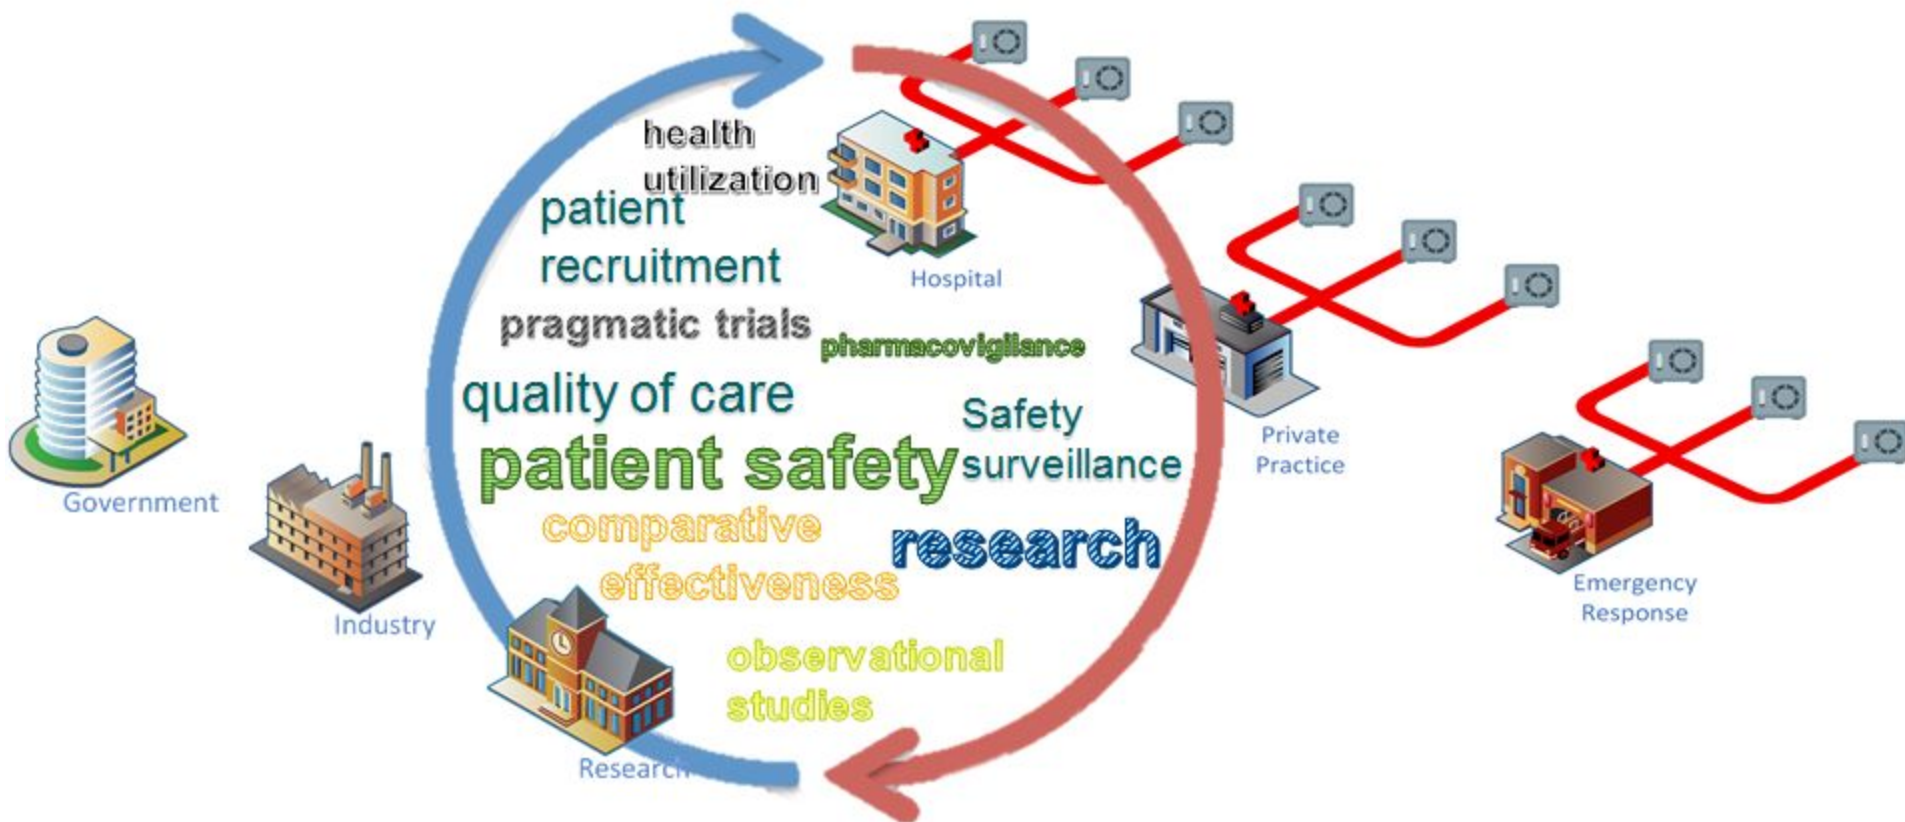 health
utilization
patient
recruitment
Hospital
pragmatic trials
pharmacovigilance
quality of care
Safety
surveillance
patient safety
comparative
effectiveness
research
observational
studies
Government
Industry
Research
Private
Practice
Emergency
Response